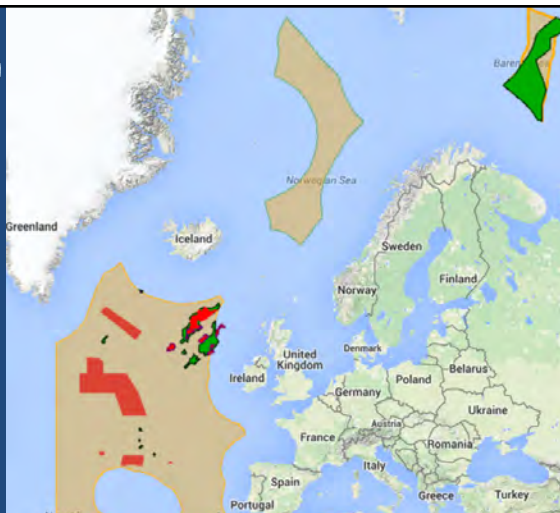 Norwegian Sea
Greenland
Iceland
Sweden
Finland
Norway
Denmark
United
Kingdom
Ireland
Belarus
Poland
Germany
Ukraine
Austria
France
Romania
Italy
Spain
Portugal
Greece
Turkey